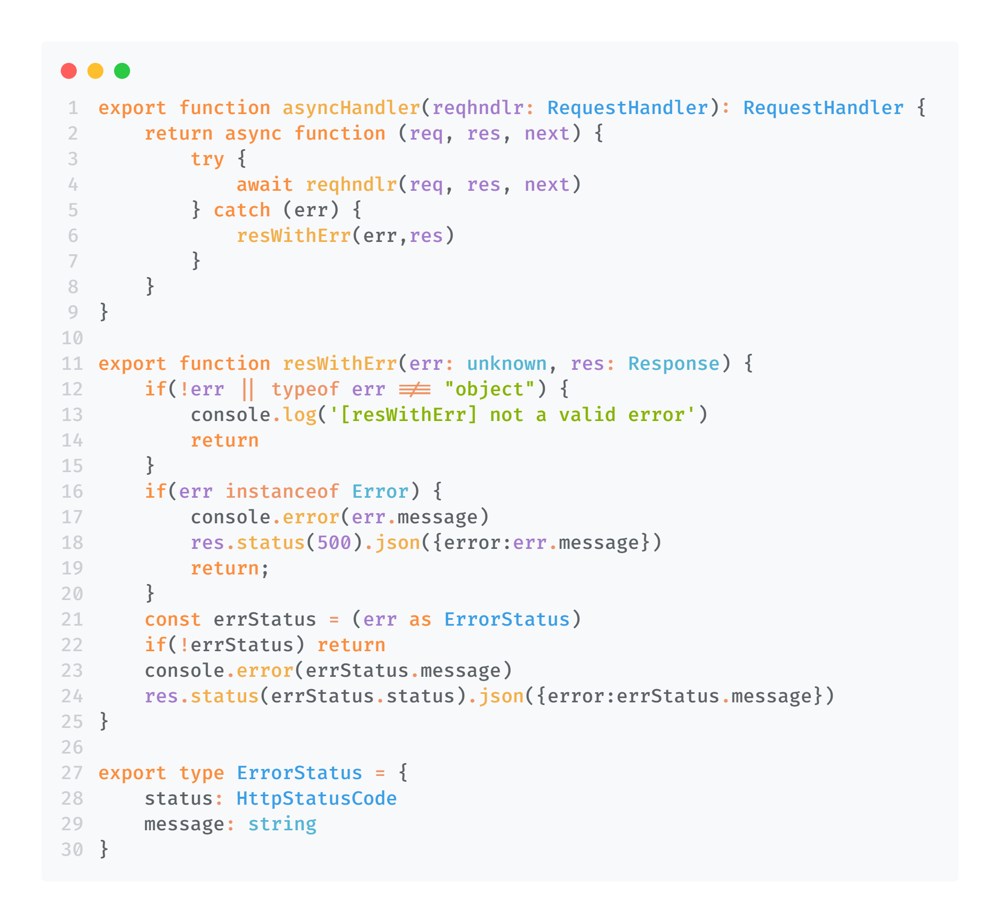 1 export function asyncHandler(reqhndlr: RequestHandler): RequestHandler {
2     return async function (req, res, next) {
3         try {
4             await reqhndlr(req, res, next)
5         } catch (err) {
6             resWithErr(err,res)
7         }
8     }
9 }
10
11 export function resWithErr(err: unknown, res: Response) {
12     if(!err || typeof err !== "object") {
13         console.log('[resWithErr] not a valid error')
14         return
15     }
16     if(err instanceof Error) {
17         console.error(err.message)
18         res.status(500).json({error:err.message})
19         return;
20     }
21     const errStatus = (err as ErrorStatus)
22     if(!errStatus) return
23     console.error(errStatus.message)
24     res.status(errStatus.status).json({error:errStatus.message})
25 }
26
27 export type ErrorStatus = {
28     status: HttpStatusCode
29     message: string
30 }